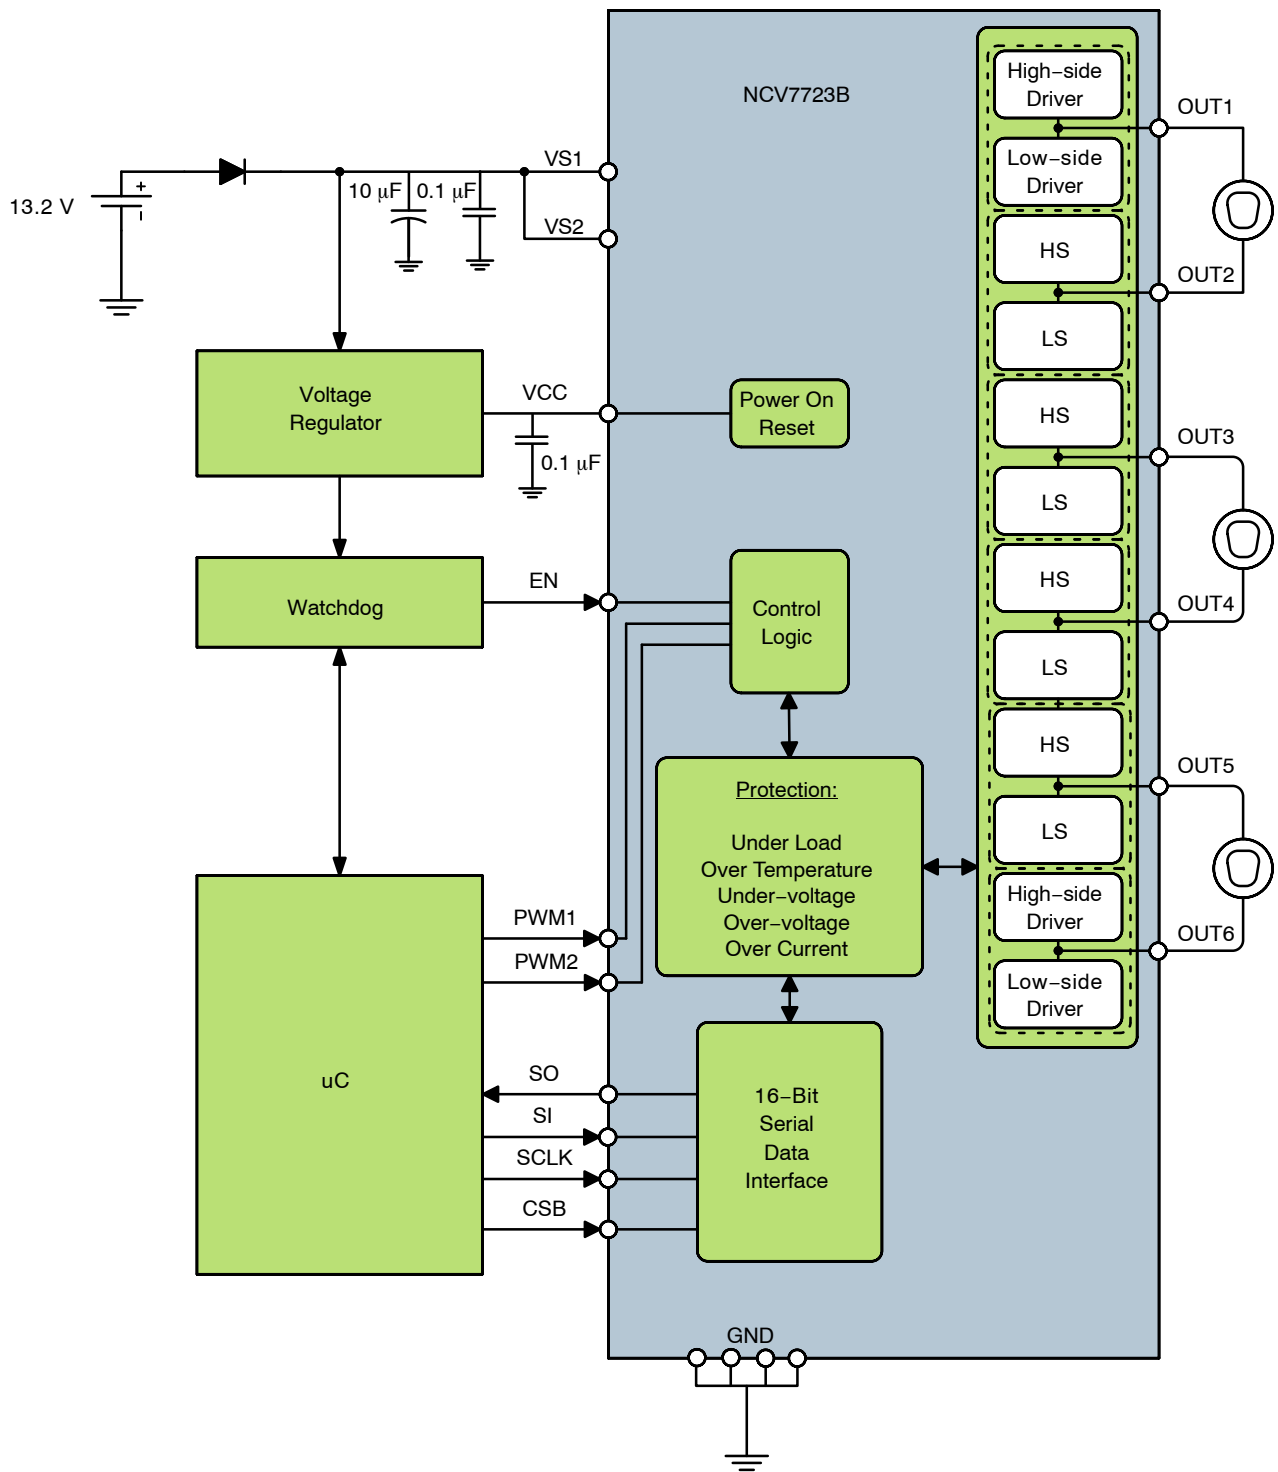 NCV7723B
High−side
Driver
OUT1
Low−side
Driver
VS1
10 μF
0.1 μF
+
13.2 V
−
VS2
HS
OUT2
LS
Voltage
Regulator
VCC
0.1 μF
Power On
Reset
HS
OUT3
LS
Watchdog
EN
Control
Logic
HS
OUT4
LS
HS
OUT5
LS
Protection:
Under Load
Over Temperature
Under−voltage
Over−voltage
Over Current
High−side
Driver
OUT6
Low−side
Driver
PWM1
PWM2
uC
SO
SI
SCLK
CSB
16−Bit
Serial
Data
Interface
GND